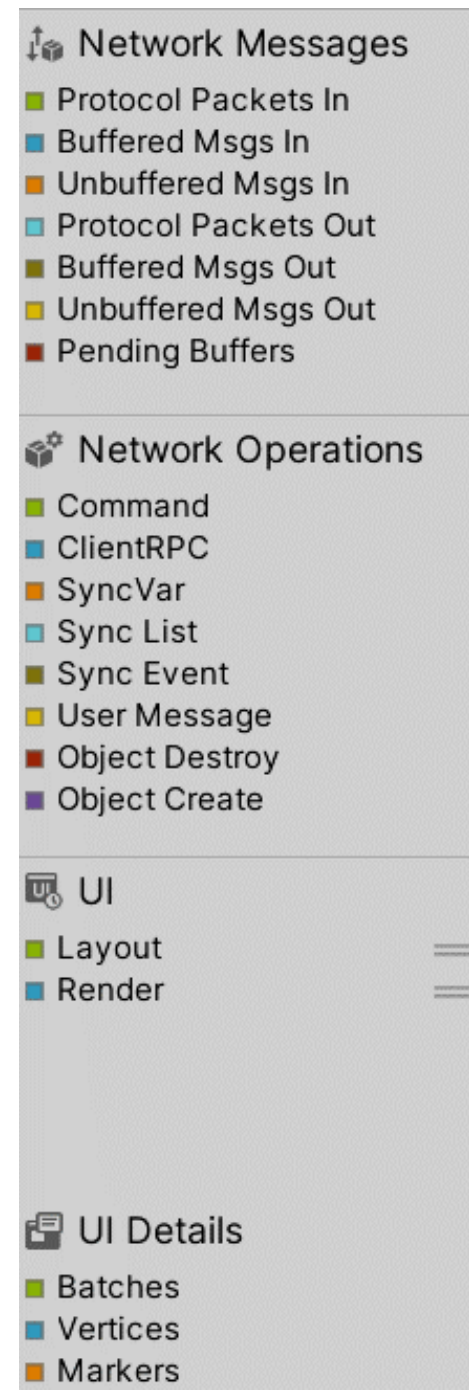 Network Messages
Protocol Packets In
Buffered Msgs In
Unbuffered Msgs In
Protocol Packets Out
Buffered Msgs Out
Unbuffered Msgs Out
Pending Buffers
Network Operations
Command
ClientRPC
SyncVar
Sync List
Sync Event
User Message
Object Destroy
Object Create
UI
Layout
Render
UI Details
Batches
Vertices
Markers